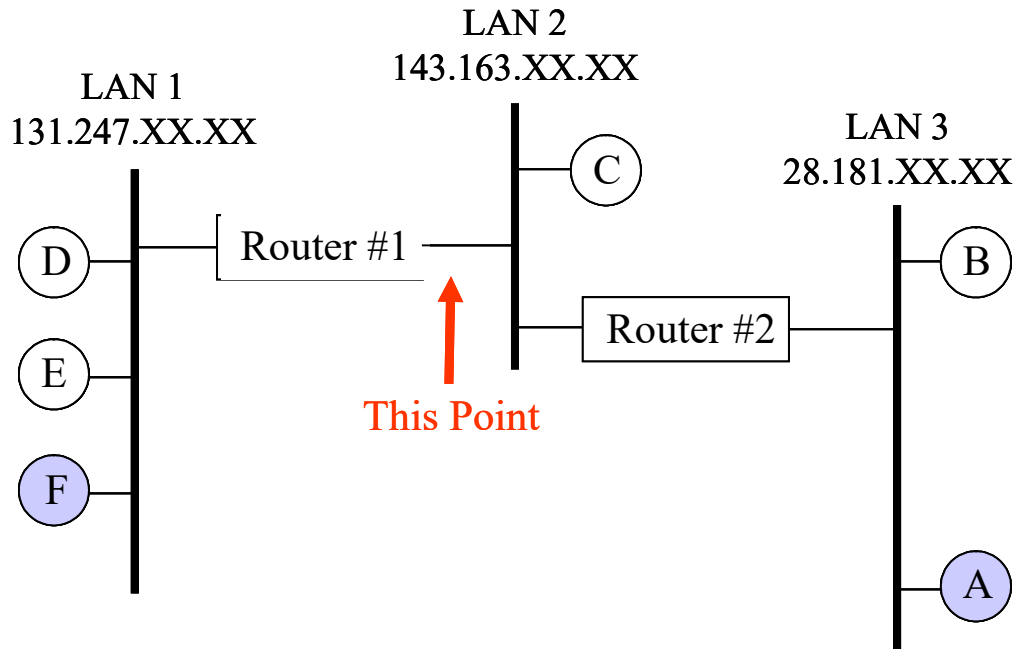 LAN 2
143.163.XX.XX
LAN 1
131.247.XX.XX
LAN 3
28.181.XX.XX
C
D
Router #1
B
Router #2
E
This Point
F
A